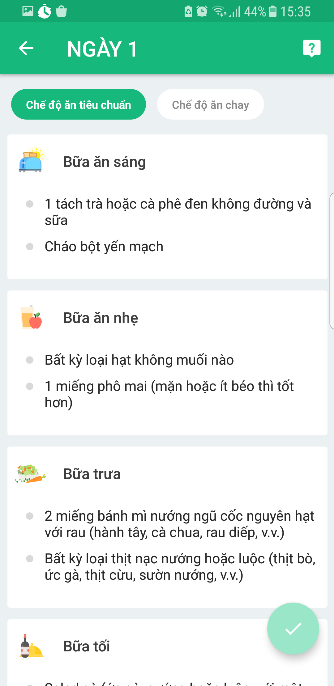 44% 15:35
NGÀY 1
Chế độ ăn tiêu chuẩn
Chế độ ăn chay
Bữa ăn sáng
1 tách trà hoặc cà phê đen không đường và
sữa
Cháo bột yến mạch
Bữa ăn nhẹ
Bất kỳ loại hạt không muối nào
1 miếng phô mai (mặn hoặc ít béo thì tốt
hơn)
Bữa trưa
2 miếng bánh mì nướng ngũ cốc nguyên hạt
với rau (hành tây, cà chua, rau diếp, v.v.)
Bất kỳ loại thịt nạc nướng hoặc luộc (thịt bò,
ức gà, thịt cừu, sườn nướng, v.v.)
Bữa tối